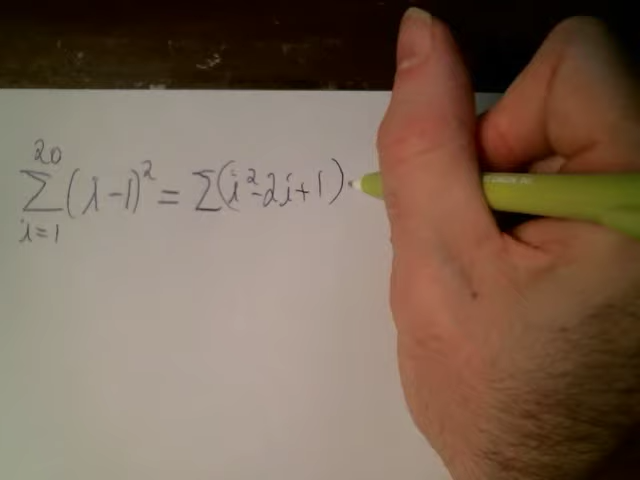 20
∑ (i-1)² = ∑(i²-2i+1)
i=1